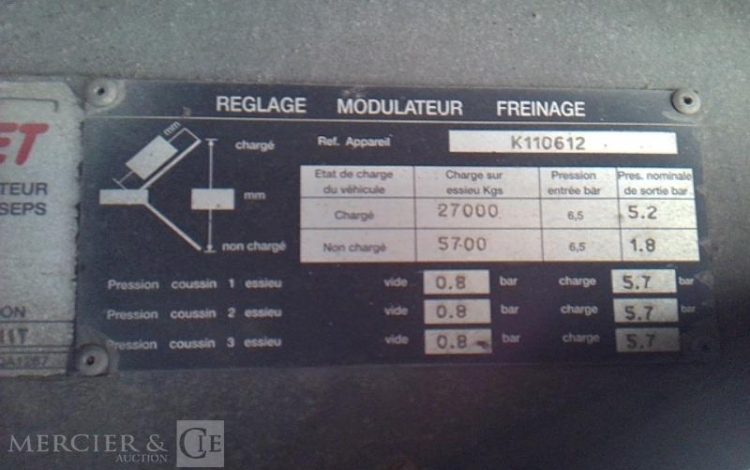 REGLAGE MODULATEUR FREINAGE
mm
chargé
mm
non chargé
Ref. Appareil K110612
Etat de charge du véhicule Charge sur essieu Kgs Pression entrée bàr Pres. nominale de sortie bar
Chargé 27000 6,5 5.2
Non chargé 5700 6,5 1.8
Pression coussin 1 essieu vide 0.8 bar charge 5.7 bar
Pression coussin 2 essieu vide 0.8 bar charge 5.7 bar
Pression coussin 3 essieu vide 0.8 bar charge 5.7
ET
ATEUR
SEPS
ON
MERCIER & CIE
AUCTION